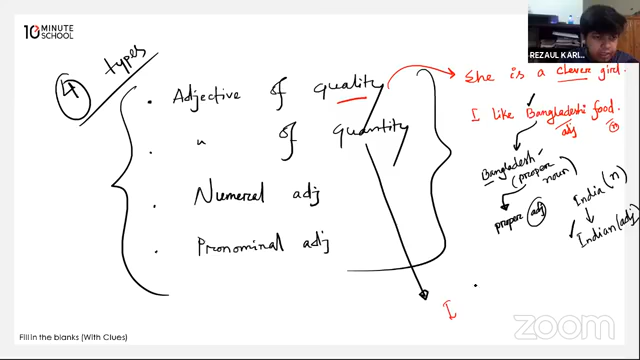 10 MINUTE SCHOOL
REZAUL KARI..
4 types
• Adjective of quality
• " of quantity
• Numeral adj
• Pronominal adj
She is a clever girl.
I like Bangladeshi food.
adj (n)
Bangladesh
(proper noun)
proper adj
India (n)
Indian (adj)
I
Fill in the blanks (With Clues)
zoom